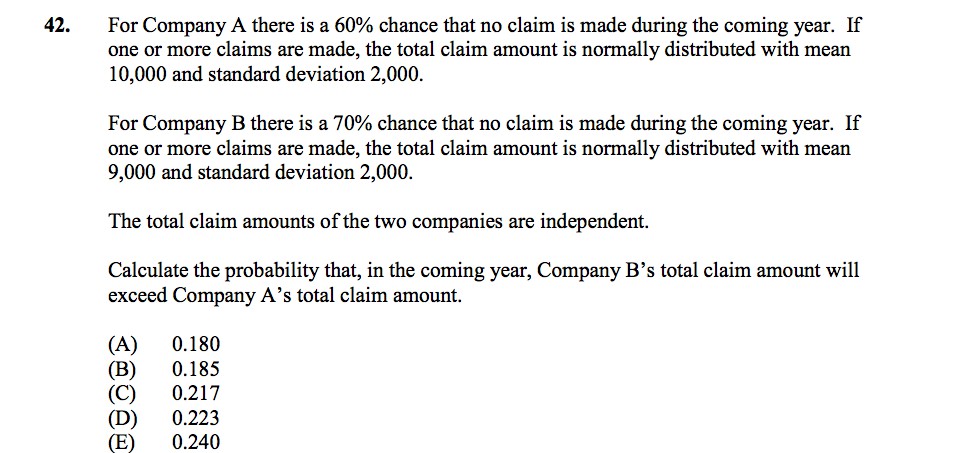 42. For Company A there is a 60% chance that no claim is made during the coming year. If
one or more claims are made, the total claim amount is normally distributed with mean
10,000 and standard deviation 2,000.
For Company B there is a 70% chance that no claim is made during the coming year. If
one or more claims are made, the total claim amount is normally distributed with mean
9,000 and standard deviation 2,000.
The total claim amounts of the two companies are independent.
Calculate the probability that, in the coming year, Company B’s total claim amount will
exceed Company A’s total claim amount.
(A) 0.180
(B) 0.185
(C) 0.217
(D) 0.223
(E) 0.240